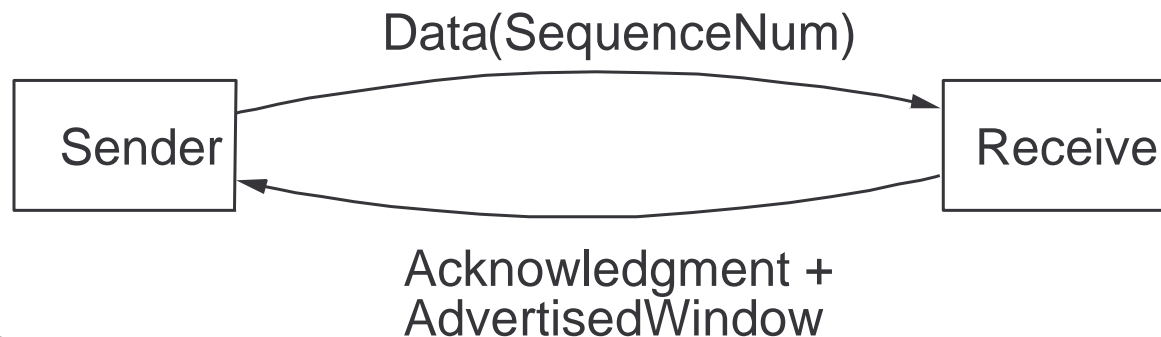 Data(SequenceNum)
Sender
Receive
Acknowledgment +
AdvertisedWindow